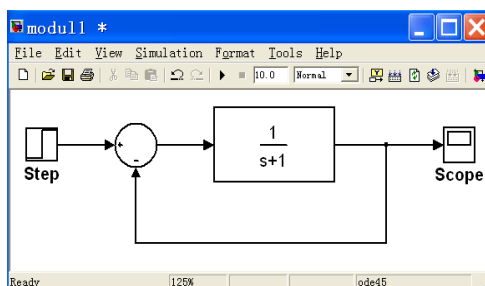 modul1 *
File Edit View Simulation Format Tools Help
10.0 Normal
1
s+1
+
-
Step
Scope
Ready 125% ode45